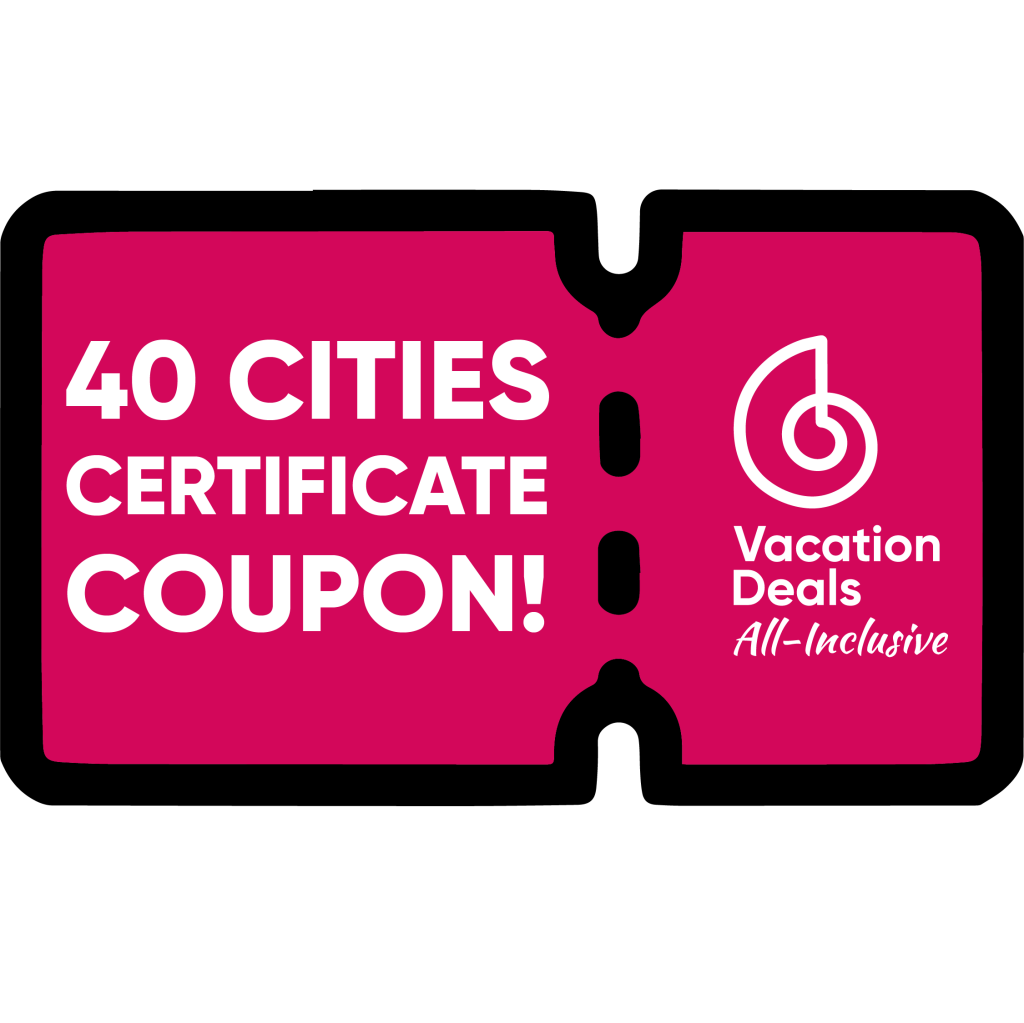 40 CITIES
CERTIFICATE
COUPON!
Vacation
Deals
All-Inclusive